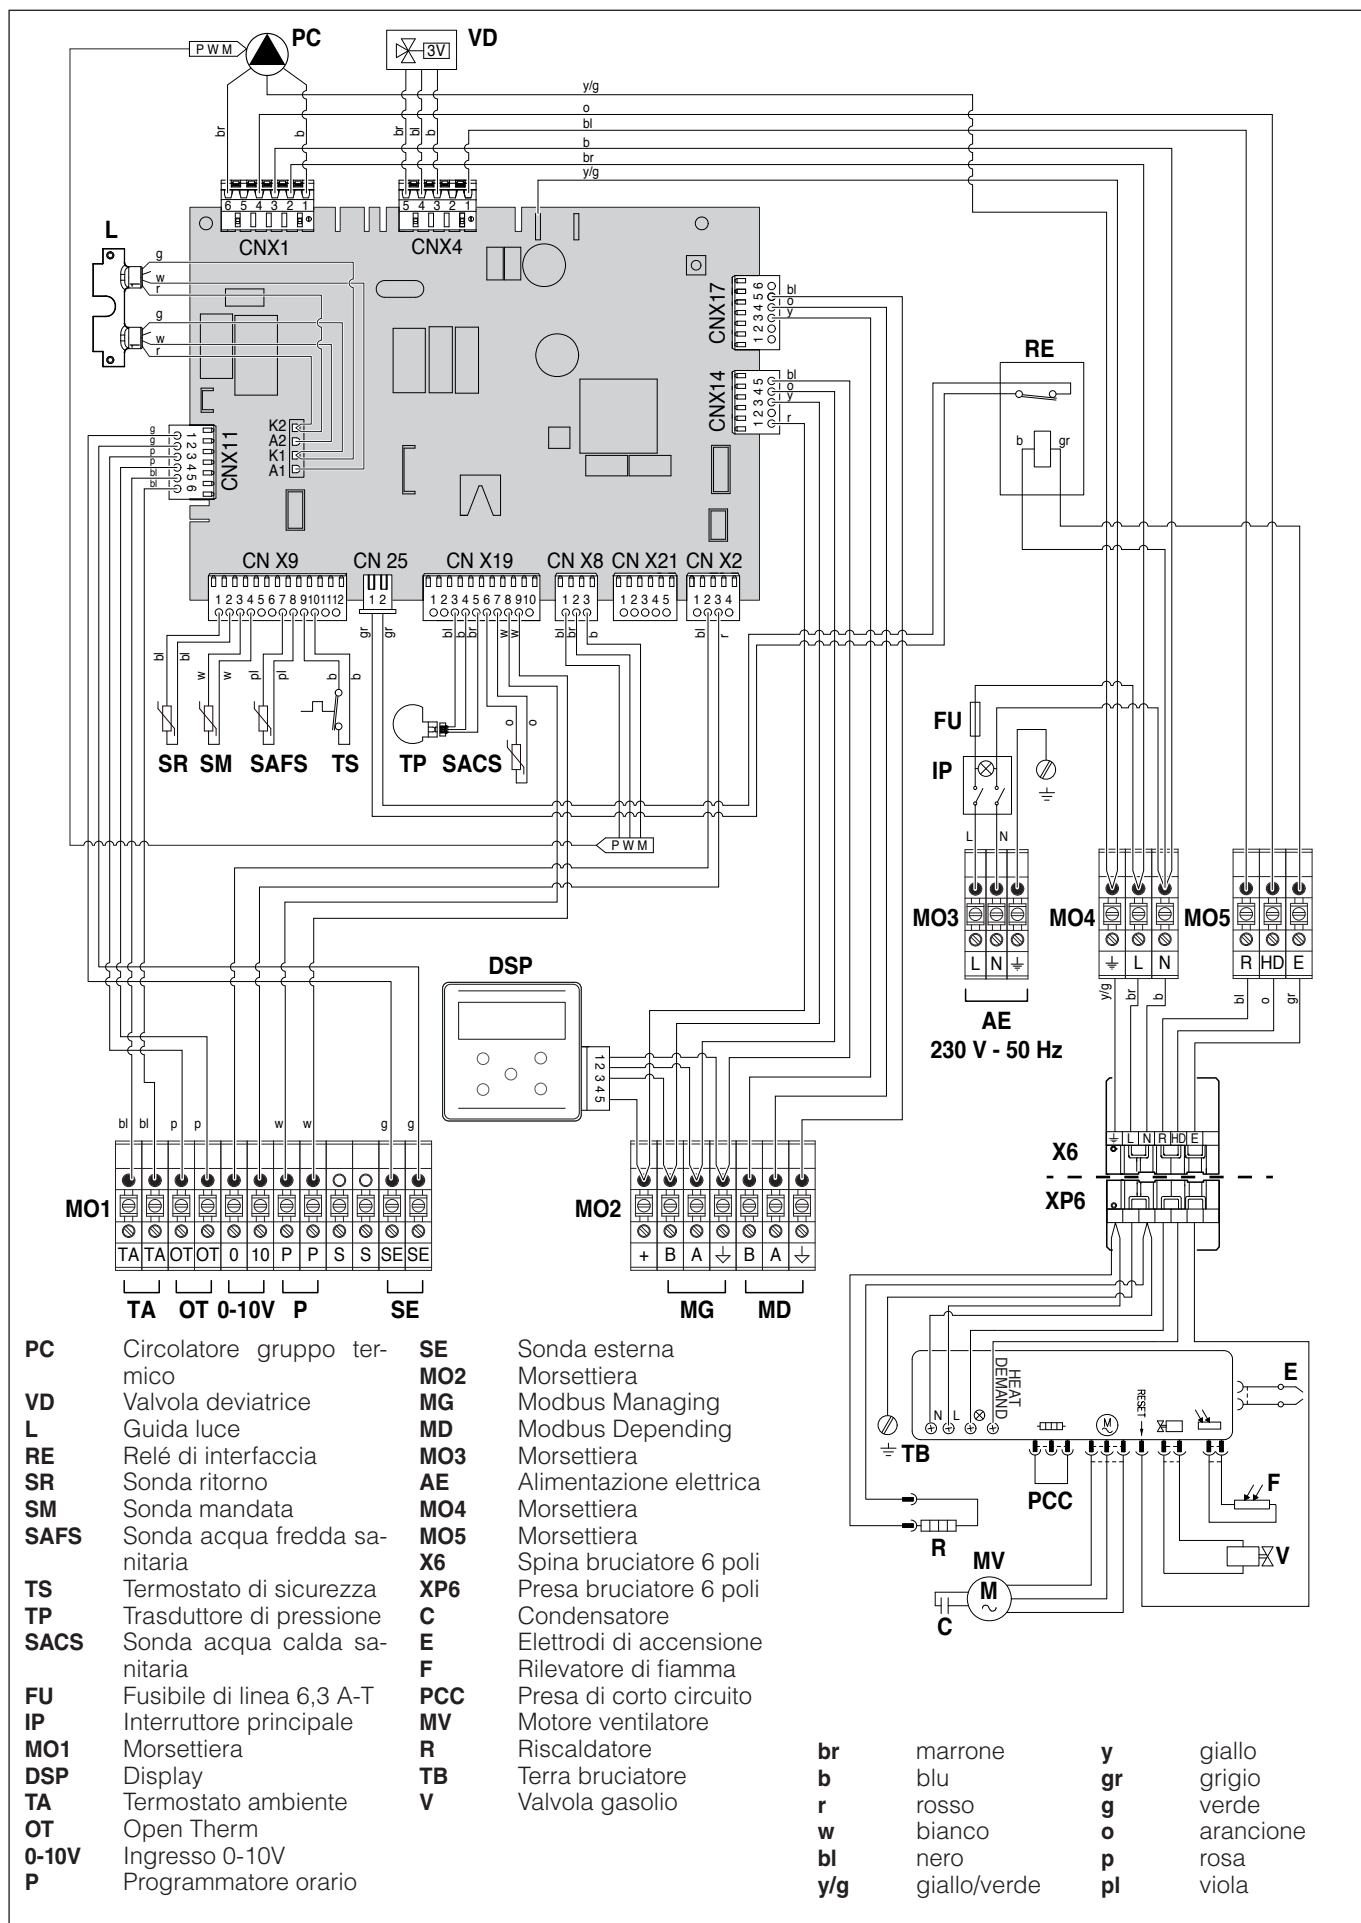 PWM
PC
3V
VD
y/g
o
bl
b
br
y/g
br
b
br
bl
b
6 5 4 3 2 1
5 4 3 2 1
CNX1
CNX4
L
g
w
r
g
w
r
K2
A2
K1
A1
CNX17
1 2 3 4 5 6
bl
o
y
CNX14
1 2 3 4 5
bl
o
y
r
RE
b
gr
g
g
p
p
bl
bl
1 2 3 4 5 6
CNX11
CN X9
CN 25
CN X19
CN X8
CN X21
CN X2
1 2 3 4 5 6 7 8 9 10 11 12
1 2
1 2 3 4 5 6 7 8 9 10
1 2 3
1 2 3 4 5
1 2 3 4
bl
bl
w
w
pl
pl
b
b
gr
gr
bl
b
br
w
w
o
o
bl
br
b
bl
r
SR
SM
SAFS
TS
TP
SACS
FU
IP
L
N
PWM
MO3
L N
AE
230 V - 50 Hz
MO4
L N
MO5
R HD E
y/g
br
b
bl
o
gr
DSP
1 2 3 4 5
bl
bl
p
p
w
w
g
g
MO1
TA TA OT OT 0 10 P P S S SE SE
TA
OT
0-10V
P
SE
MO2
+ B A B A
MG
MD
X6
L N R HD E
XP6
HEAT DEMAND
N
L
RESET
M
TB
PCC
R
MV
M
C
E
F
V
PC Circolatore gruppo ter-
mico
VD Valvola deviatrice
L Guida luce
RE Relé di interfaccia
SR Sonda ritorno
SM Sonda mandata
SAFS Sonda acqua fredda sa-
nitaria
TS Termostato di sicurezza
TP Trasduttore di pressione
SACS Sonda acqua calda sa-
nitaria
FU Fusibile di linea 6,3 A-T
IP Interruttore principale
MO1 Morsettiera
DSP Display
TA Termostato ambiente
OT Open Therm
0-10V Ingresso 0-10V
P Programmatore orario
SE Sonda esterna
MO2 Morsettiera
MG Modbus Managing
MD Modbus Depending
MO3 Morsettiera
AE Alimentazione elettrica
MO4 Morsettiera
MO5 Morsettiera
X6 Spina bruciatore 6 poli
XP6 Presa bruciatore 6 poli
C Condensatore
E Elettrodi di accensione
F Rilevatore di fiamma
PCC Presa di corto circuito
MV Motore ventilatore
R Riscaldatore
TB Terra bruciatore
V Valvola gasolio
br marrone
b blu
r rosso
w bianco
bl nero
y/g giallo/verde
y giallo
gr grigio
g verde
o arancione
p rosa
pl viola